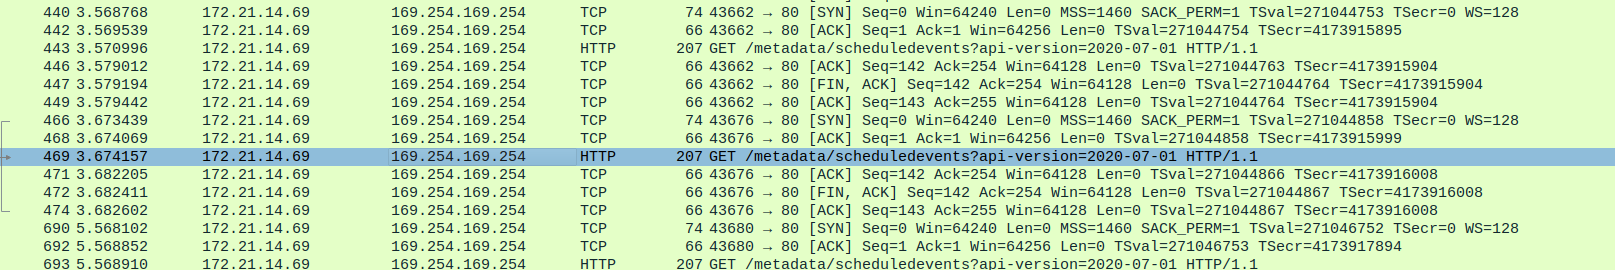 440 3.568768 172.21.14.69 169.254.169.254 TCP 74 43662 → 80 [SYN] Seq=0 Win=64240 Len=0 MSS=1460 SACK_PERM=1 TSval=271044753 TSecr=0 WS=128
442 3.569539 172.21.14.69 169.254.169.254 TCP 66 43662 → 80 [ACK] Seq=1 Ack=1 Win=64256 Len=0 TSval=271044754 TSecr=4173915895
443 3.570996 172.21.14.69 169.254.169.254 HTTP 207 GET /metadata/scheduledevents?api-version=2020-07-01 HTTP/1.1
446 3.579012 172.21.14.69 169.254.169.254 TCP 66 43662 → 80 [ACK] Seq=142 Ack=254 Win=64128 Len=0 TSval=271044763 TSecr=4173915904
447 3.579194 172.21.14.69 169.254.169.254 TCP 66 43662 → 80 [FIN, ACK] Seq=142 Ack=254 Win=64128 Len=0 TSval=271044764 TSecr=4173915904
449 3.579442 172.21.14.69 169.254.169.254 TCP 66 43662 → 80 [ACK] Seq=143 Ack=255 Win=64128 Len=0 TSval=271044764 TSecr=4173915904
466 3.673439 172.21.14.69 169.254.169.254 TCP 74 43676 → 80 [SYN] Seq=0 Win=64240 Len=0 MSS=1460 SACK_PERM=1 TSval=271044858 TSecr=0 WS=128
468 3.674069 172.21.14.69 169.254.169.254 TCP 66 43676 → 80 [ACK] Seq=1 Ack=1 Win=64256 Len=0 TSval=271044858 TSecr=4173915999
469 3.674157 172.21.14.69 169.254.169.254 HTTP 207 GET /metadata/scheduledevents?api-version=2020-07-01 HTTP/1.1
471 3.682205 172.21.14.69 169.254.169.254 TCP 66 43676 → 80 [ACK] Seq=142 Ack=254 Win=64128 Len=0 TSval=271044866 TSecr=4173916008
472 3.682411 172.21.14.69 169.254.169.254 TCP 66 43676 → 80 [FIN, ACK] Seq=142 Ack=254 Win=64128 Len=0 TSval=271044867 TSecr=4173916008
474 3.682602 172.21.14.69 169.254.169.254 TCP 66 43676 → 80 [ACK] Seq=143 Ack=255 Win=64128 Len=0 TSval=271044867 TSecr=4173916008
690 5.568102 172.21.14.69 169.254.169.254 TCP 74 43680 → 80 [SYN] Seq=0 Win=64240 Len=0 MSS=1460 SACK_PERM=1 TSval=271046752 TSecr=0 WS=128
692 5.568852 172.21.14.69 169.254.169.254 TCP 66 43680 → 80 [ACK] Seq=1 Ack=1 Win=64256 Len=0 TSval=271046753 TSecr=4173917894
693 5.568910 172.21.14.69 169.254.169.254 HTTP 207 GET /metadata/scheduledevents?api-version=2020-07-01 HTTP/1.1